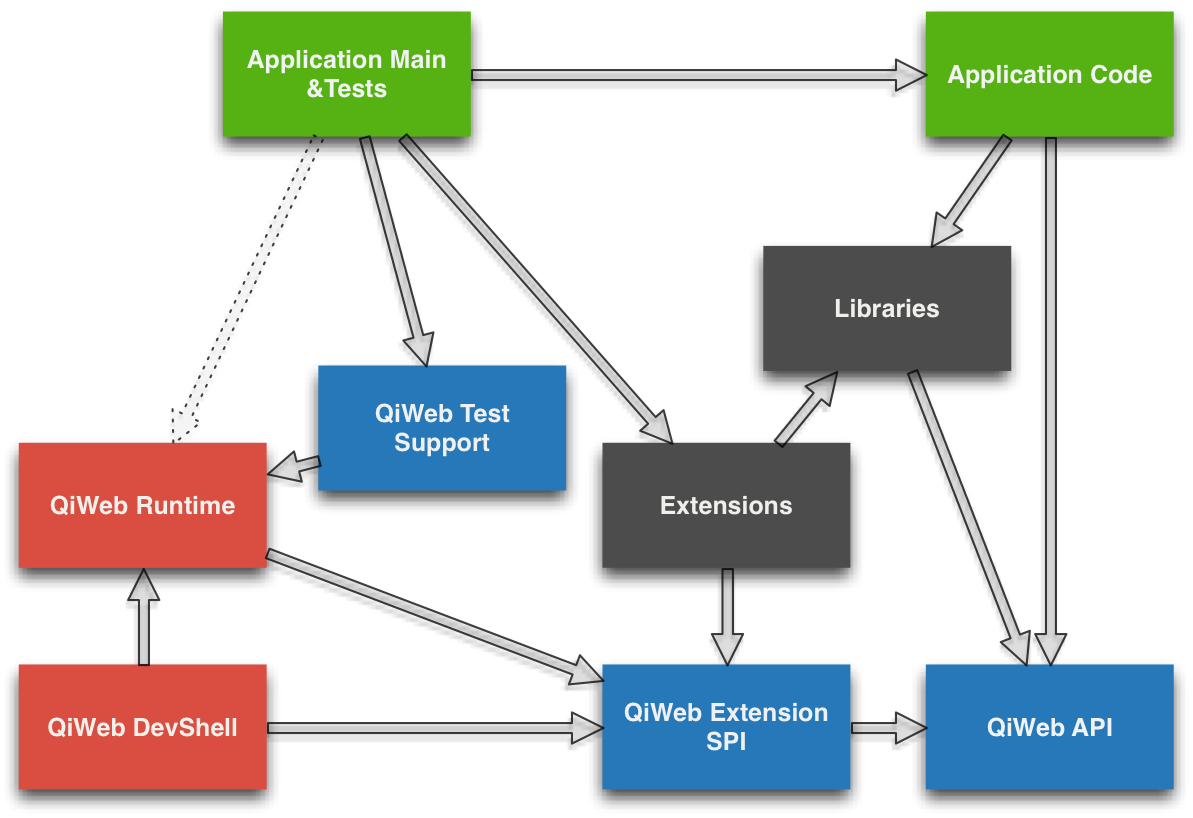 Application Main
&Tests
Application Code
Libraries
QiWeb Test
Support
QiWeb Runtime
Extensions
QiWeb DevShell
QiWeb Extension
SPI
QiWeb API